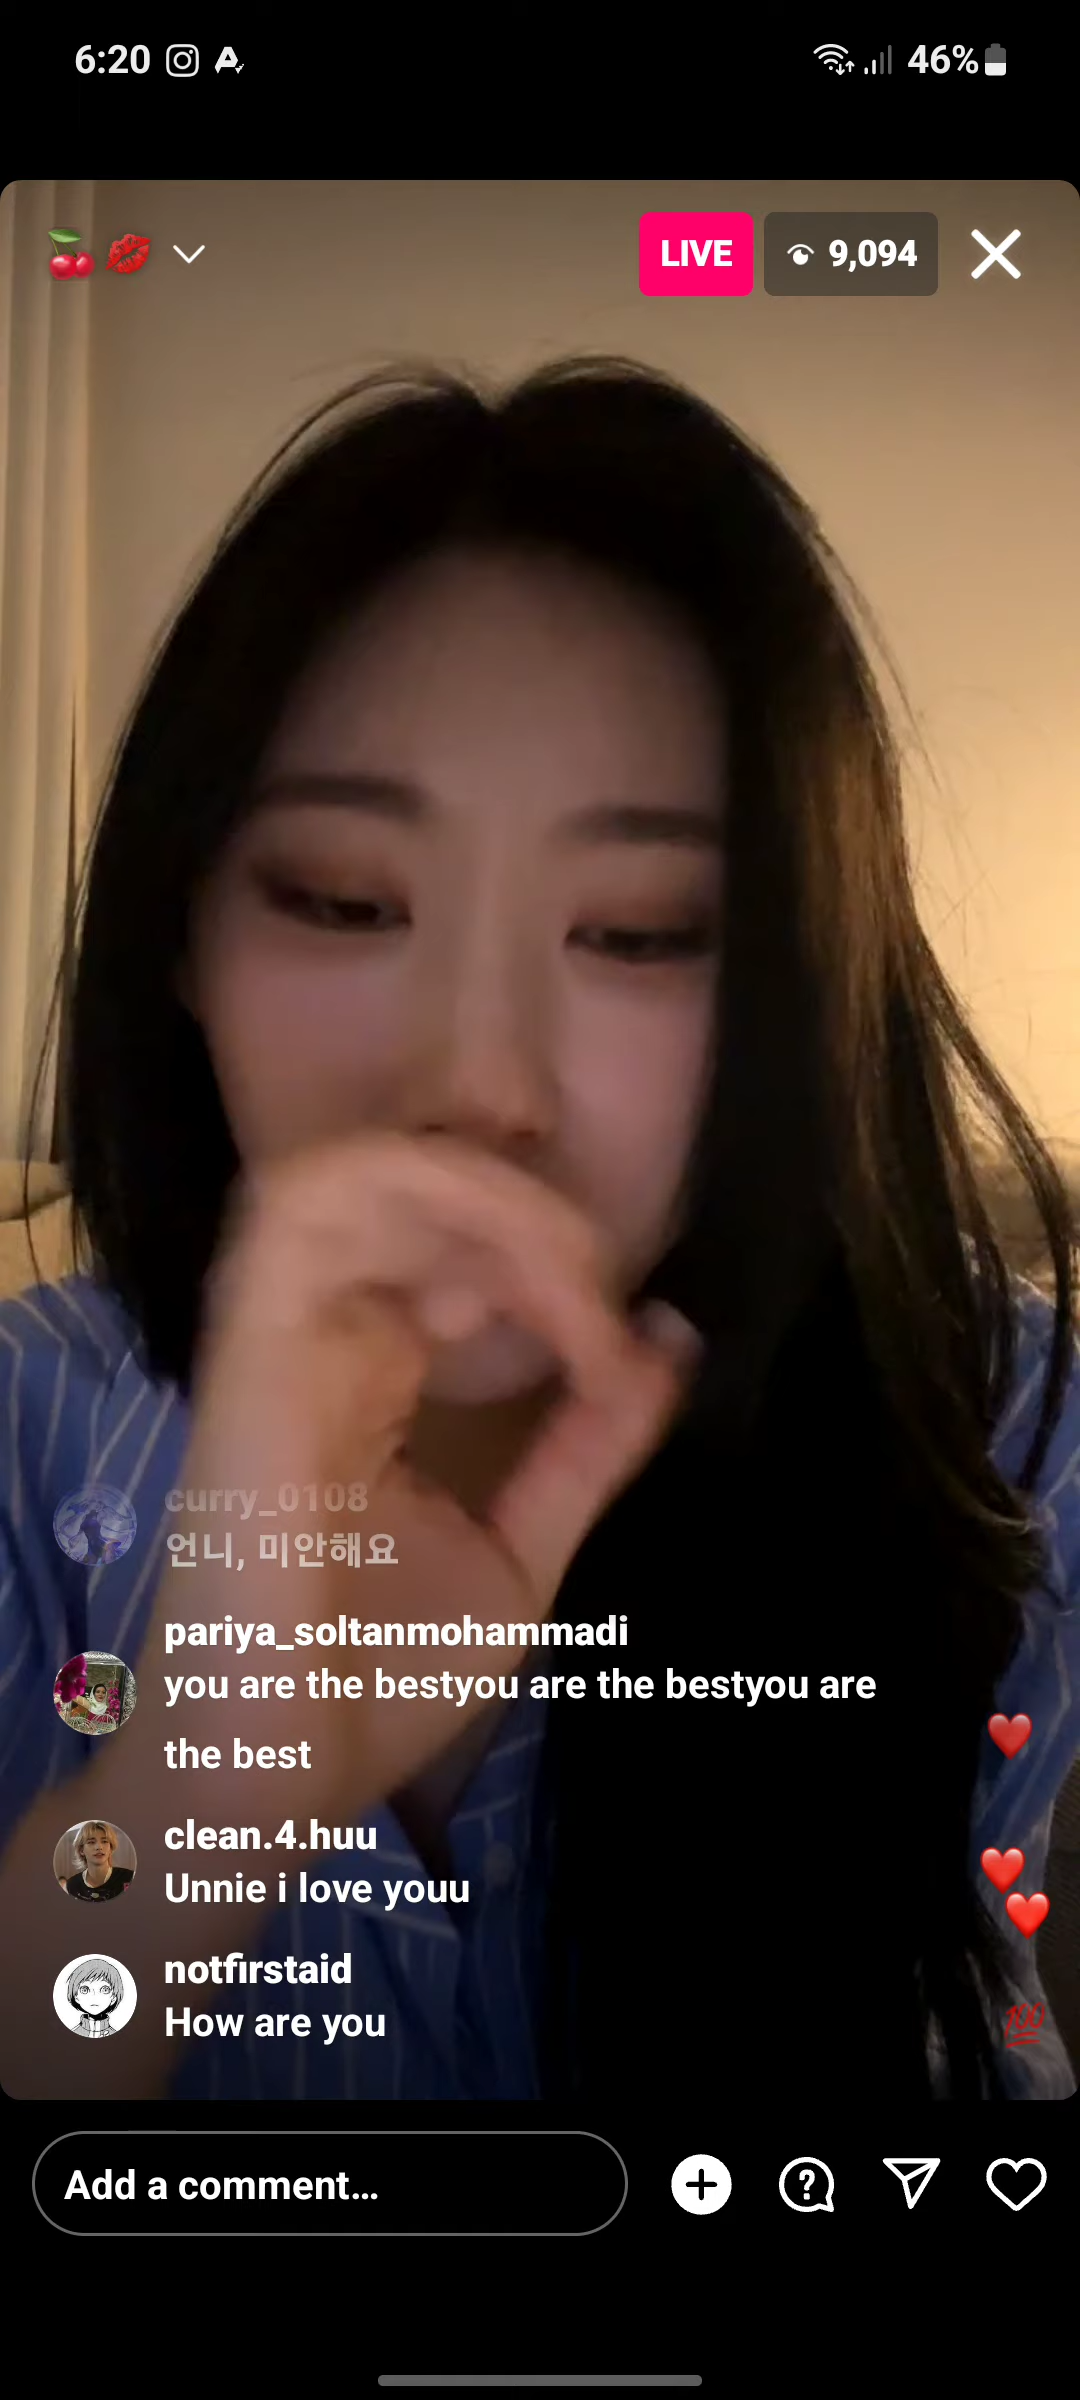 6:20
46%
LIVE
9,094
curry_0108
언니, 미안해요
pariya_soltanmohammadi
you are the bestyou are the bestyou are
the best
clean.4.huu
Unnie i love youu
notfirstaid
How are you
100
Add a comment...